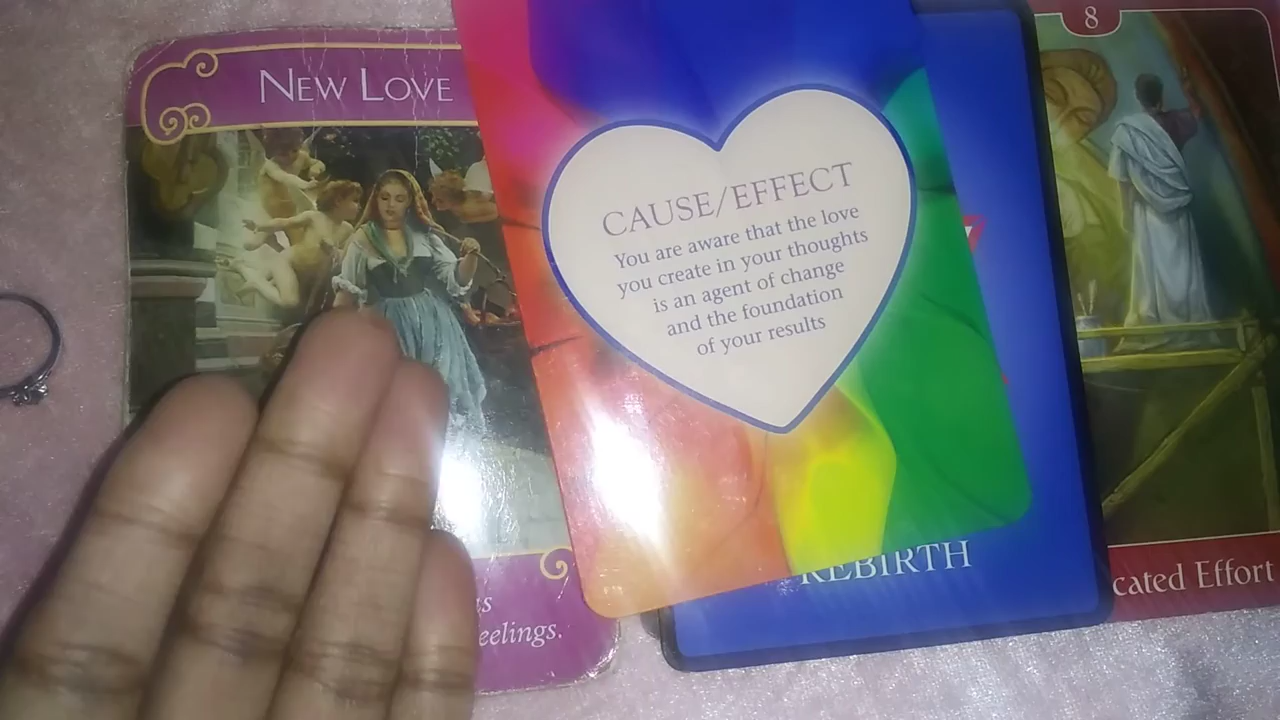 NEW LOVE
CAUSE/EFFECT
You are aware that the love
you create in your thoughts
is an agent of change
and the foundation
of your results
8
REBIRTH
cated Effort
eelings.